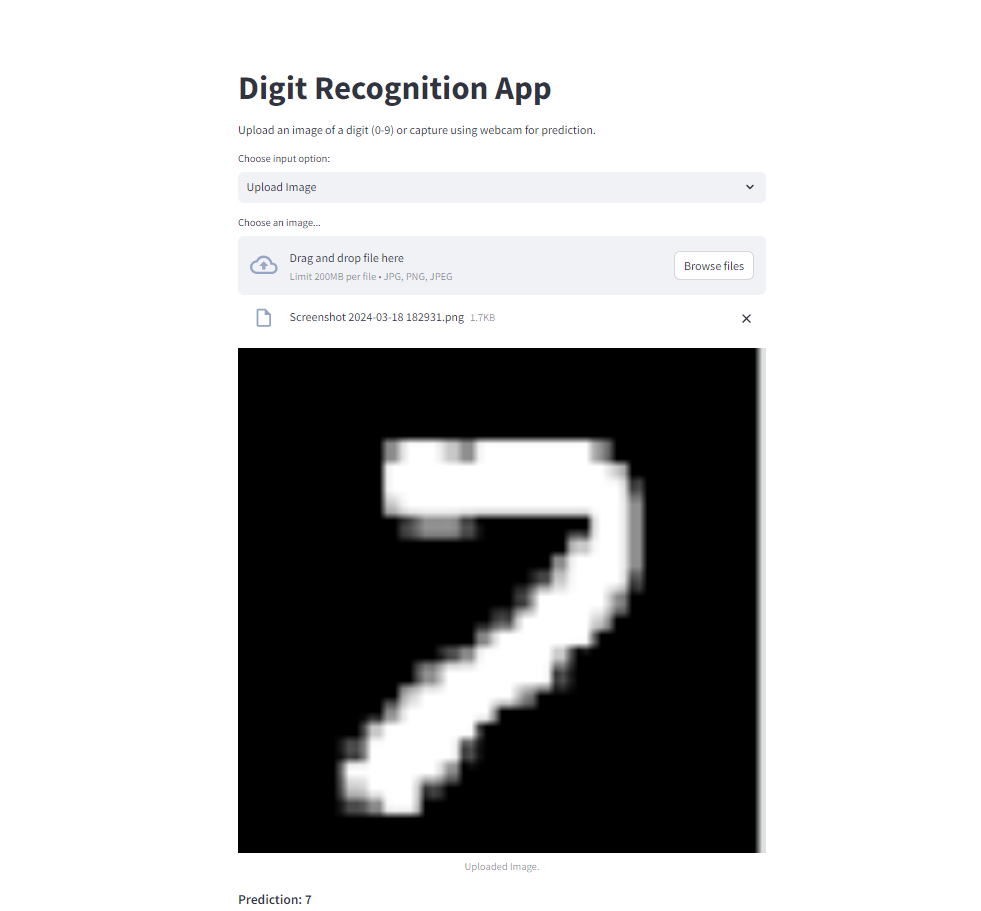 Digit Recognition App
Upload an image of a digit (0-9) or capture using webcam for prediction.
Choose input option:
Upload Image
Choose an image...
Drag and drop file here
Limit 200MB per file • JPG, PNG, JPEG
Browse files
Screenshot 2024-03-18 182931.png 1.7KB
7
Uploaded Image.
Prediction: 7